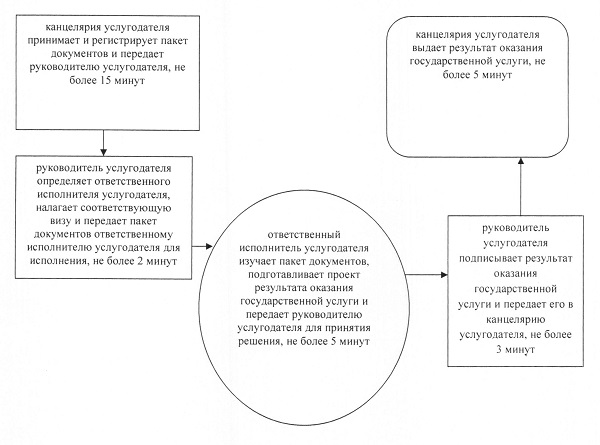 канцелярия услугодателя
принимает и регистрирует пакет
документов и передает
руководителю услугодателя, не
более 15 минут
руководитель услугодателя
определяет ответственного
исполнителя услугодателя,
налагает соответствующую
визу и передает пакет
документов ответственному
исполнителю услугодателя для
исполнения, не более 2 минут
ответственный
исполнитель услугодателя
изучает пакет документов,
подготавливает проект
результата оказания
государственной услуги и
передает руководителю
услугодателя для принятия
решения, не более 5 минут
руководитель
услугодателя
подписывает результат
оказания
государственной
услуги и передает его в
канцелярию
услугодателя, не более
3 минут
канцелярия услугодателя
выдает результат оказания
государственной услуги, не
более 5 минут